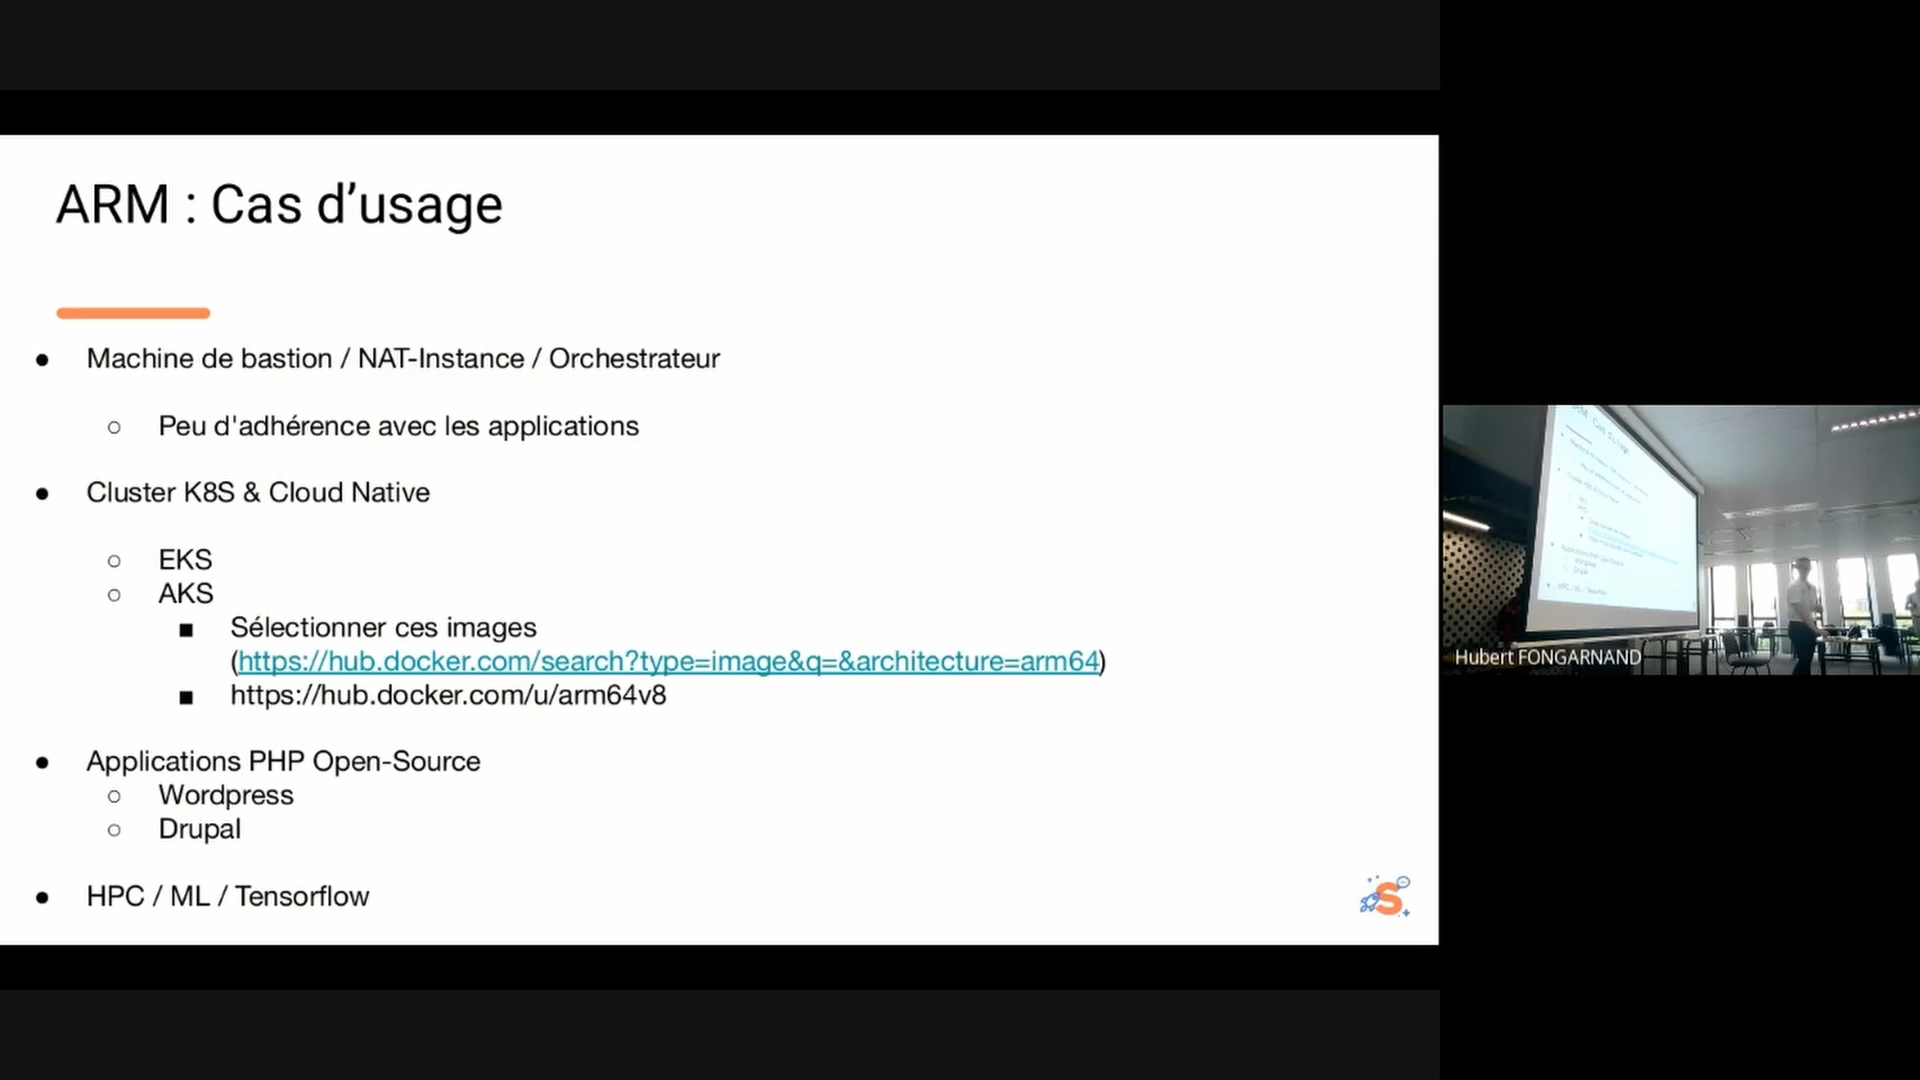 ARM : Cas d’usage
● Machine de bastion / NAT-Instance / Orchestrateur
○ Peu d'adhérence avec les applications
● Cluster K8S & Cloud Native
○ EKS
○ AKS
■ Sélectionner ces images
(https://hub.docker.com/search?type=image&q=&architecture=arm64)
■ https://hub.docker.com/u/arm64v8
● Applications PHP Open-Source
○ Wordpress
○ Drupal
● HPC / ML / Tensorflow
Hubert FONGARNAND